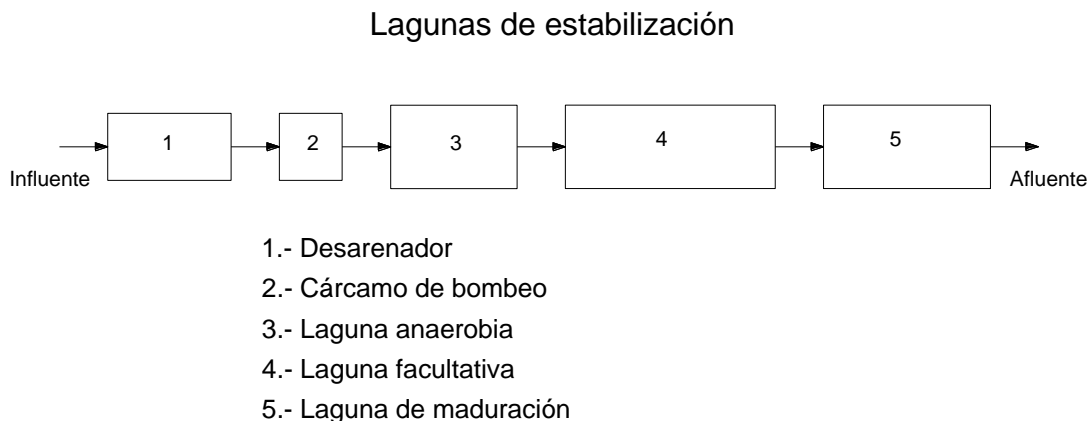 Lagunas de estabilización
1
2
3
4
5
Influente
Afluente
1.- Desarenador
2.- Cárcamo de bombeo
3.- Laguna anaerobia
4.- Laguna facultativa
5.- Laguna de maduración